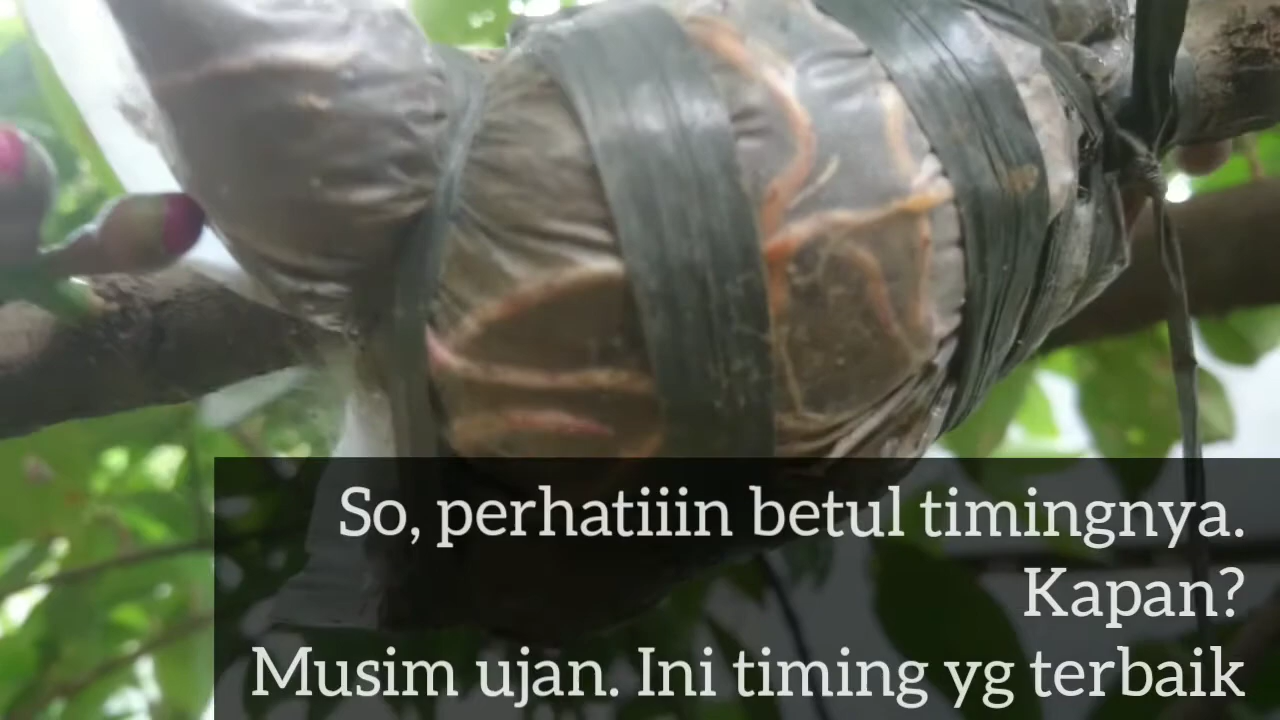 So, perhatiiin betul timingnya.
Kapan?
Musim ujan. Ini timing yg terbaik